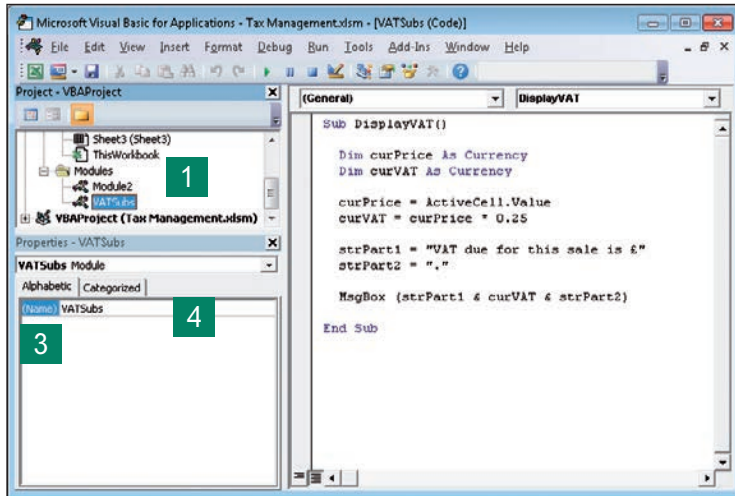 Microsoft Visual Basic for Applications - Tax Management.xlsm - [VATSubs (Code)]
File Edit View Insert Format Debug Run Tools Add-Ins Window Help
Project - VBAProject
Sheet3 (Sheet3)
ThisWorkbook
Modules
Module2
VATSubs
VBAProject (Tax Management.xlsm)
1
Properties - VATSubs
VATSubs Module
Alphabetic Categorized
(Name) VATSubs
4
3
(General) DisplayVAT
Sub DisplayVAT()
Dim curPrice As Currency
Dim curVAT As Currency
curPrice = ActiveCell.Value
curVAT = curPrice * 0.25
strPart1 = "VAT due for this sale is £"
strPart2 = "."
MsgBox (strPart1 & curVAT & strPart2)
End Sub